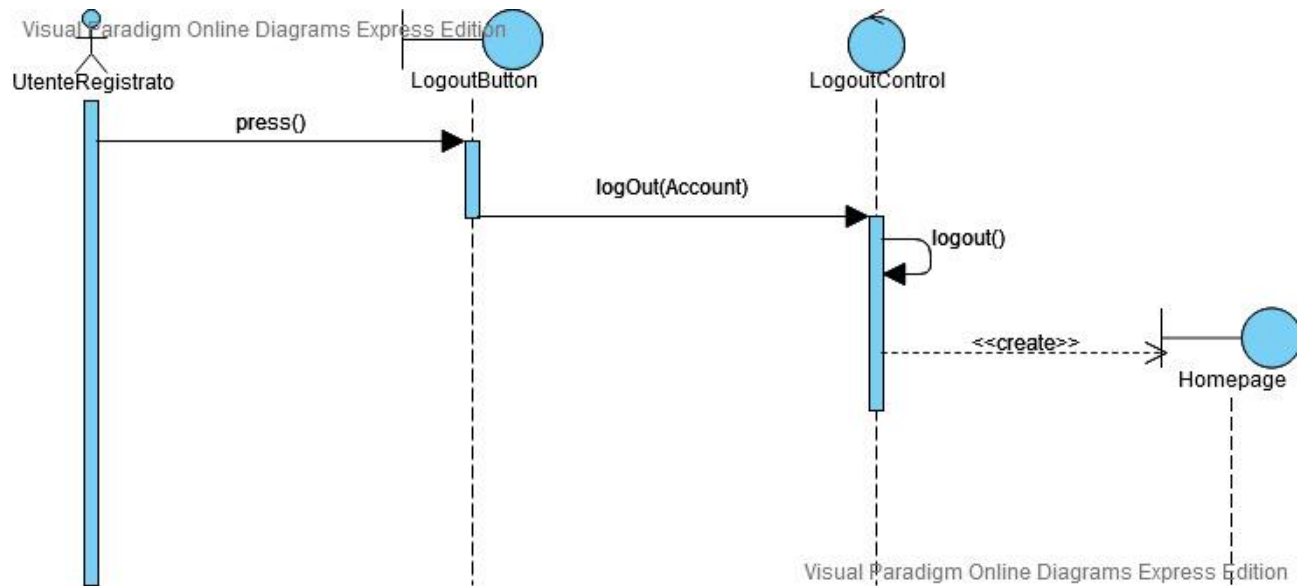 Visual Paradigm Online Diagrams Express Edition
UtenteRegistrato
LogoutButton
LogoutControl
press()
logOut(Account)
logout()
<<create>>
Homepage
Visual Paradigm Online Diagrams Express Edition